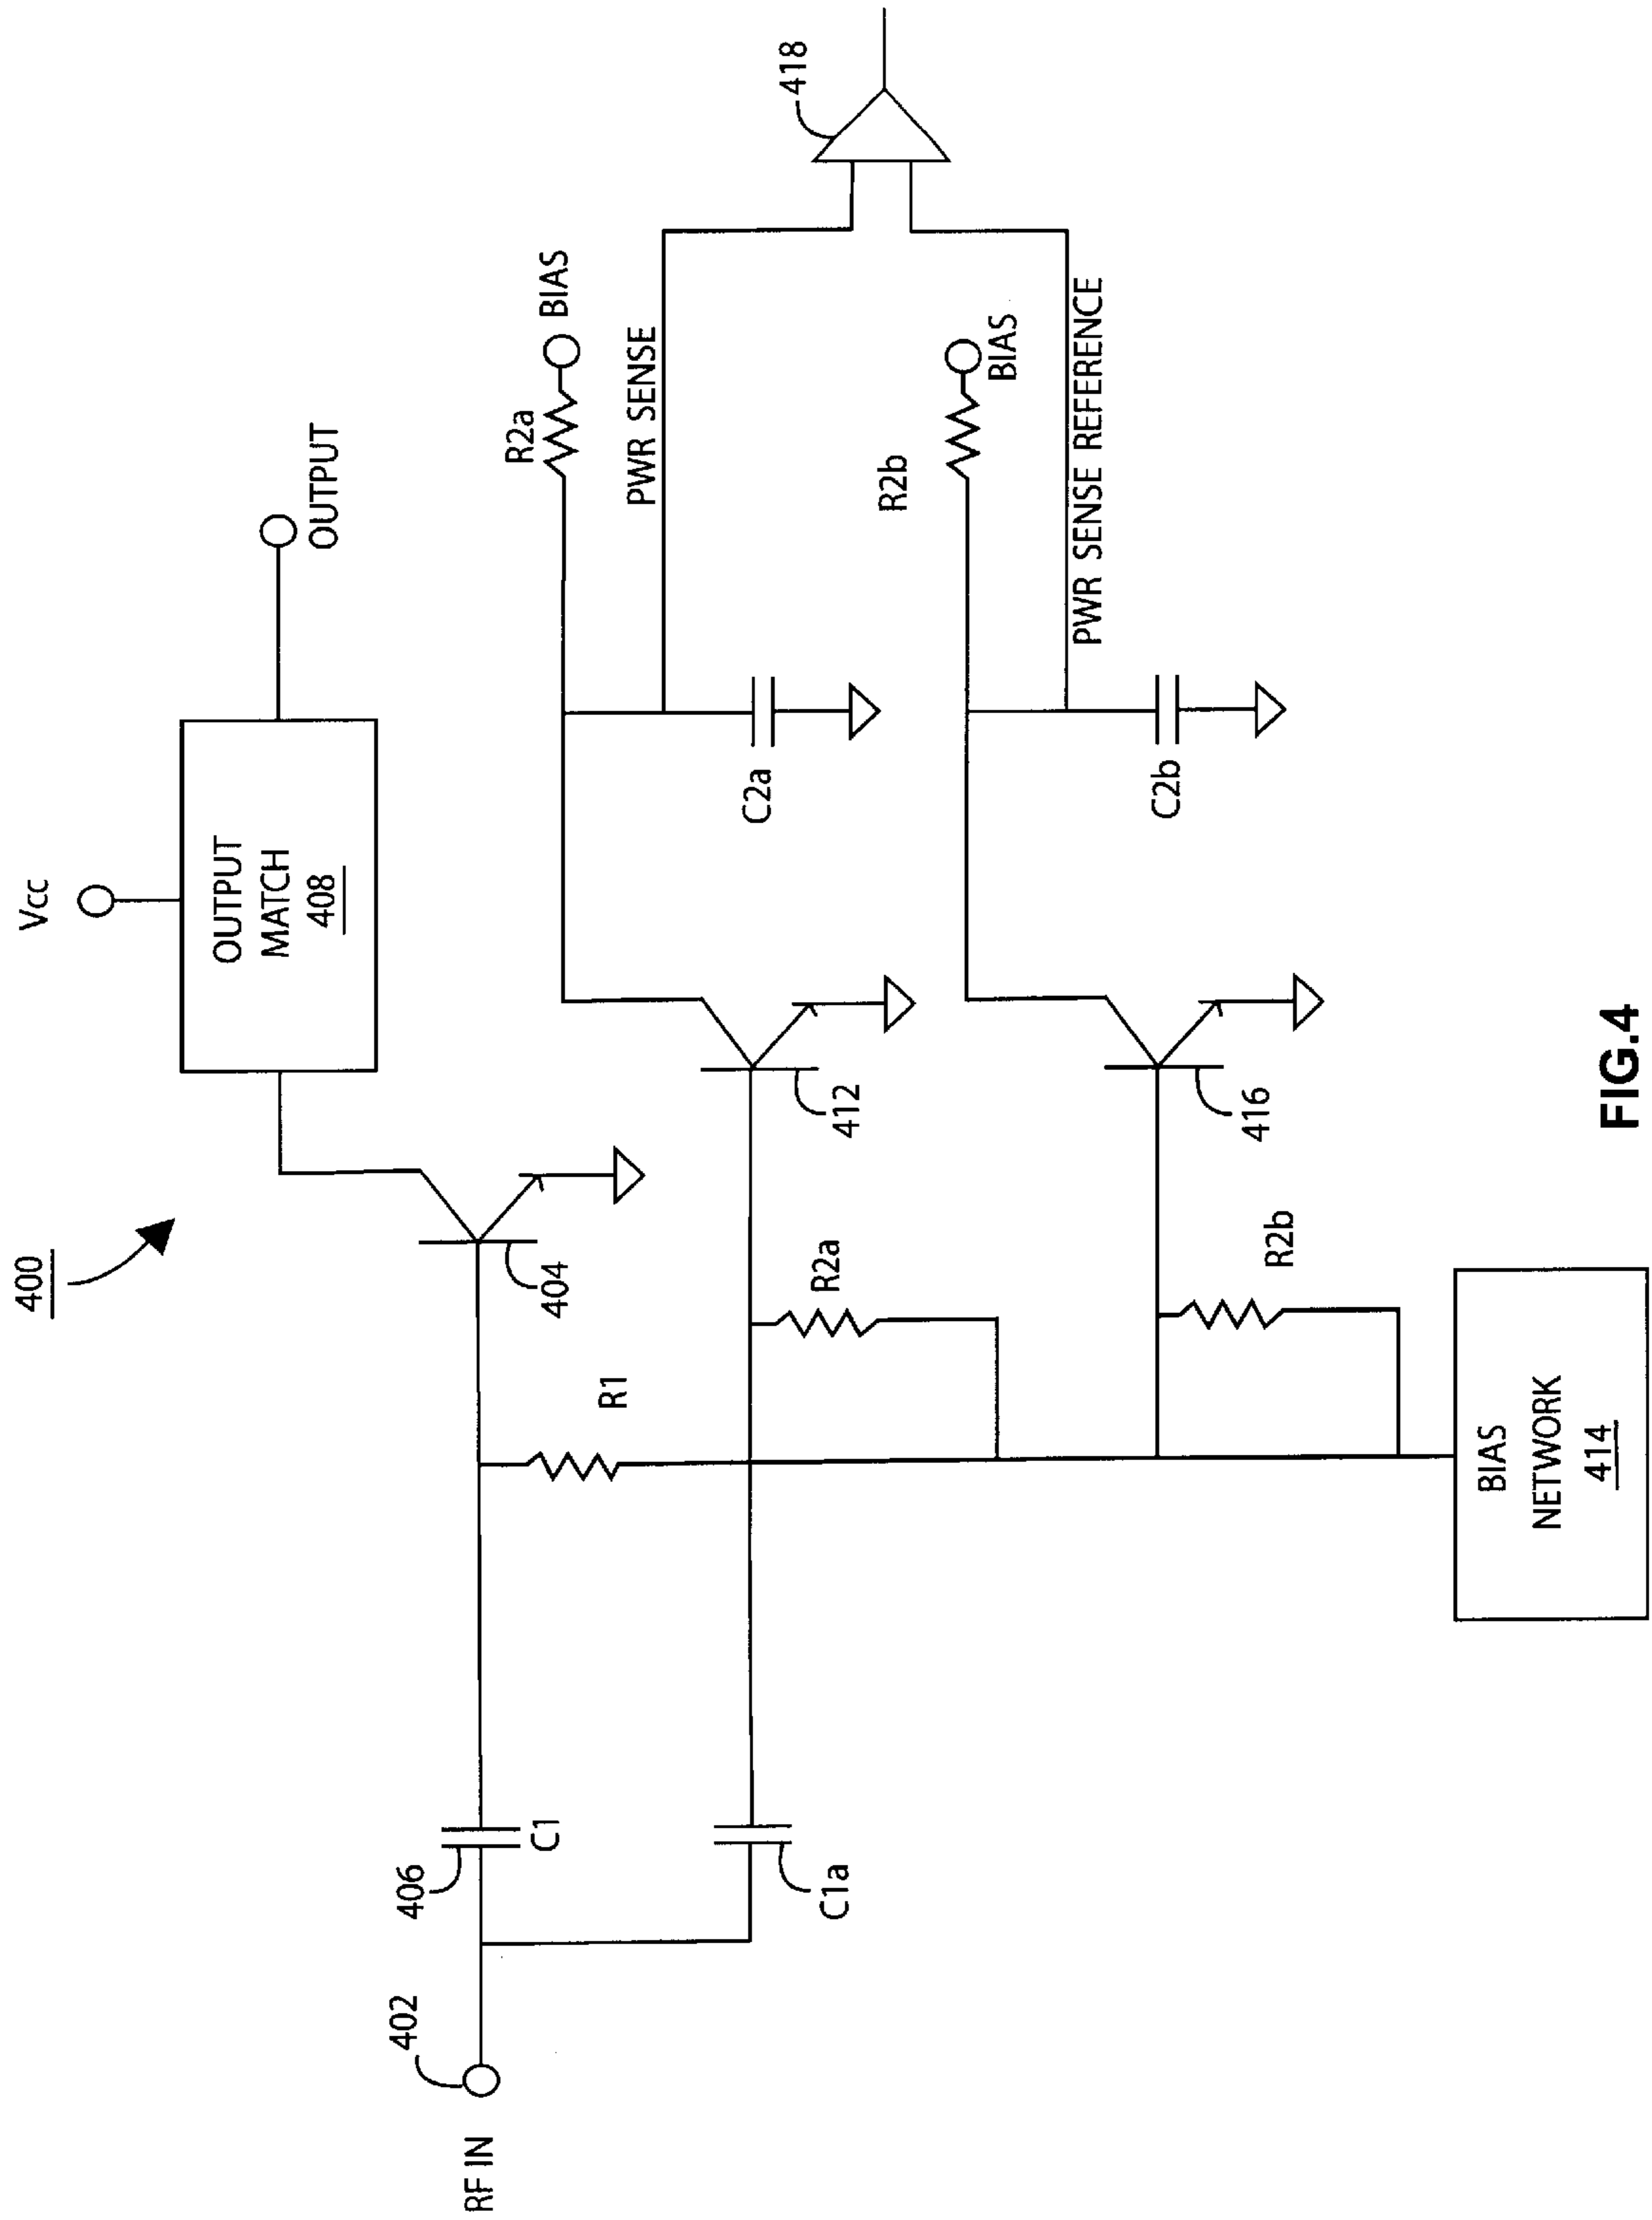 400
Vcc
OUTPUT
MATCH
408
OUTPUT
R2a
BIAS
418
404
PWR SENSE
RF IN
402
406
C1
R1
C1a
R2a
412
C2a
R2b
BIAS
PWR SENSE REFERENCE
R2b
416
C2b
BIAS
NETWORK
414
FIG.4